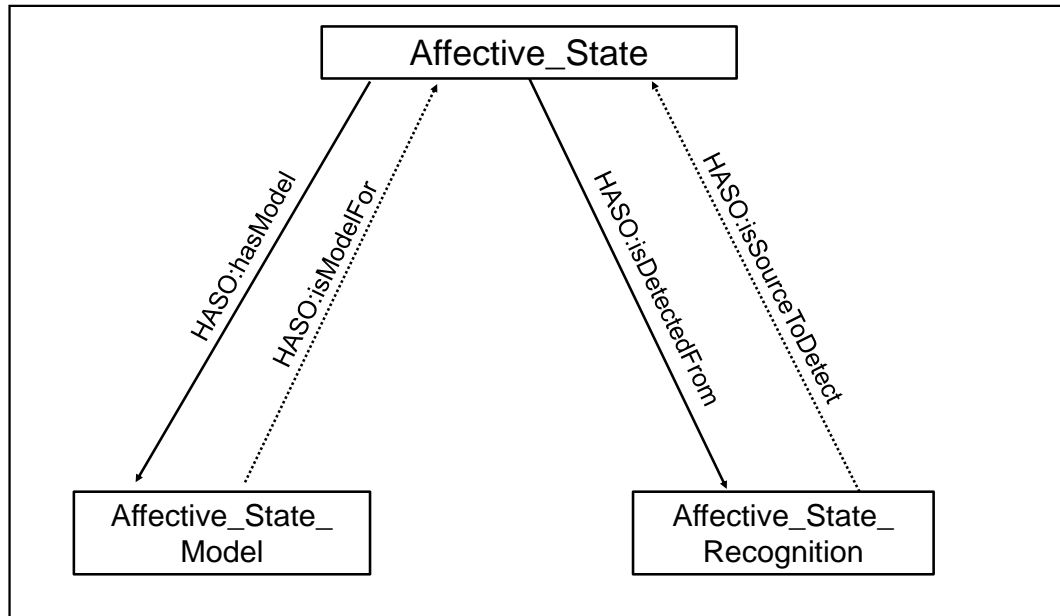 Affective_State
HASO:hasModel
HASO:isModelFor
HASO:isDetectedFrom
HASO:isSourceToDetect
Affective_State_
Model
Affective_State_
Recognition